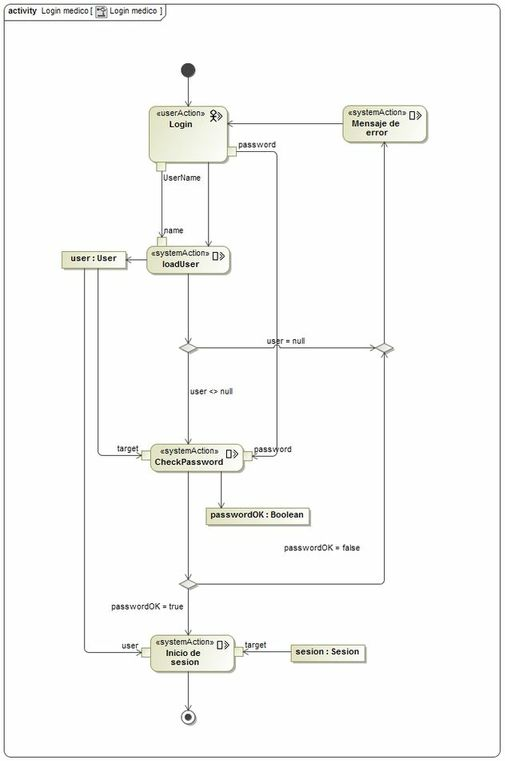 activity Login medico [ Login medico ]
«userAction»
Login
«systemAction»
Mensaje de
error
password
UserName
name
«systemAction»
loadUser
user : User
user = null
user <> null
target
«systemAction»
CheckPassword
password
passwordOK : Boolean
passwordOK = false
passwordOK = true
user
«systemAction»
Inicio de
sesion
target
sesion : Sesion